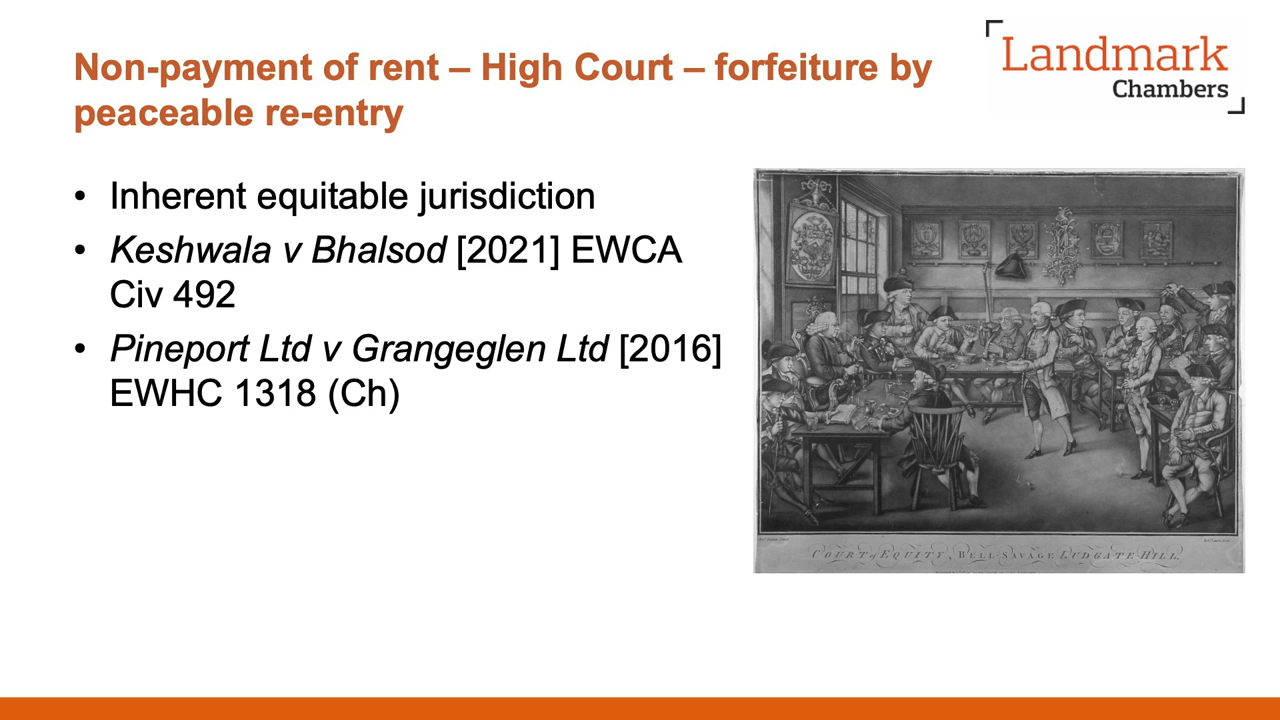 Non-payment of rent – High Court – forfeiture by
peaceable re-entry
Landmark
Chambers
• Inherent equitable jurisdiction
• Keshwala v Bhalsod [2021] EWCA
Civ 492
• Pineport Ltd v Grangeglen Ltd [2016]
EWHC 1318 (Ch)
COURT of EQUITY, BELL SAVAGE LUDGATE HILL.